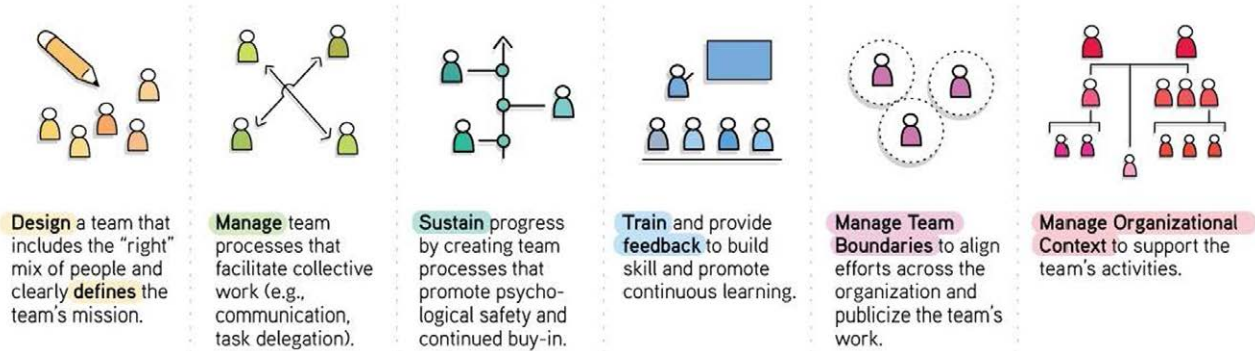 Design a team that
includes the “right”
mix of people and
clearly defines the
team’s mission.
Manage team
processes that
facilitate collective
work (e.g.,
communication,
task delegation).
Sustain progress
by creating team
processes that
promote psycho-
logical safety and
continued buy-in.
Train and provide
feedback to build
skill and promote
continuous learning.
Manage Team
Boundaries to align
efforts across the
organization and
publicize the team’s
work.
Manage Organizational
Context to support the
team’s activities.